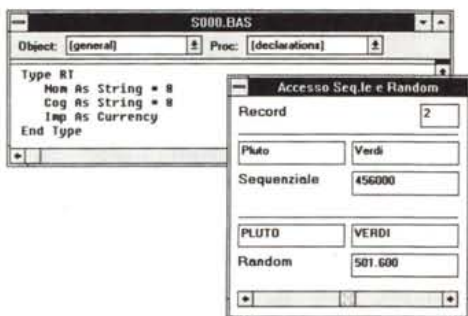 S000.BAS
Object: [general] Proc: [declarations]
Type RT
Nom As String * 8
Cog As String * 8
Imp As Currency
End Type
Accesso Seq.le e Random
Record 2
Pluto Verdi
Sequenziale 456000
PLUTO VERDI
Random 501.600